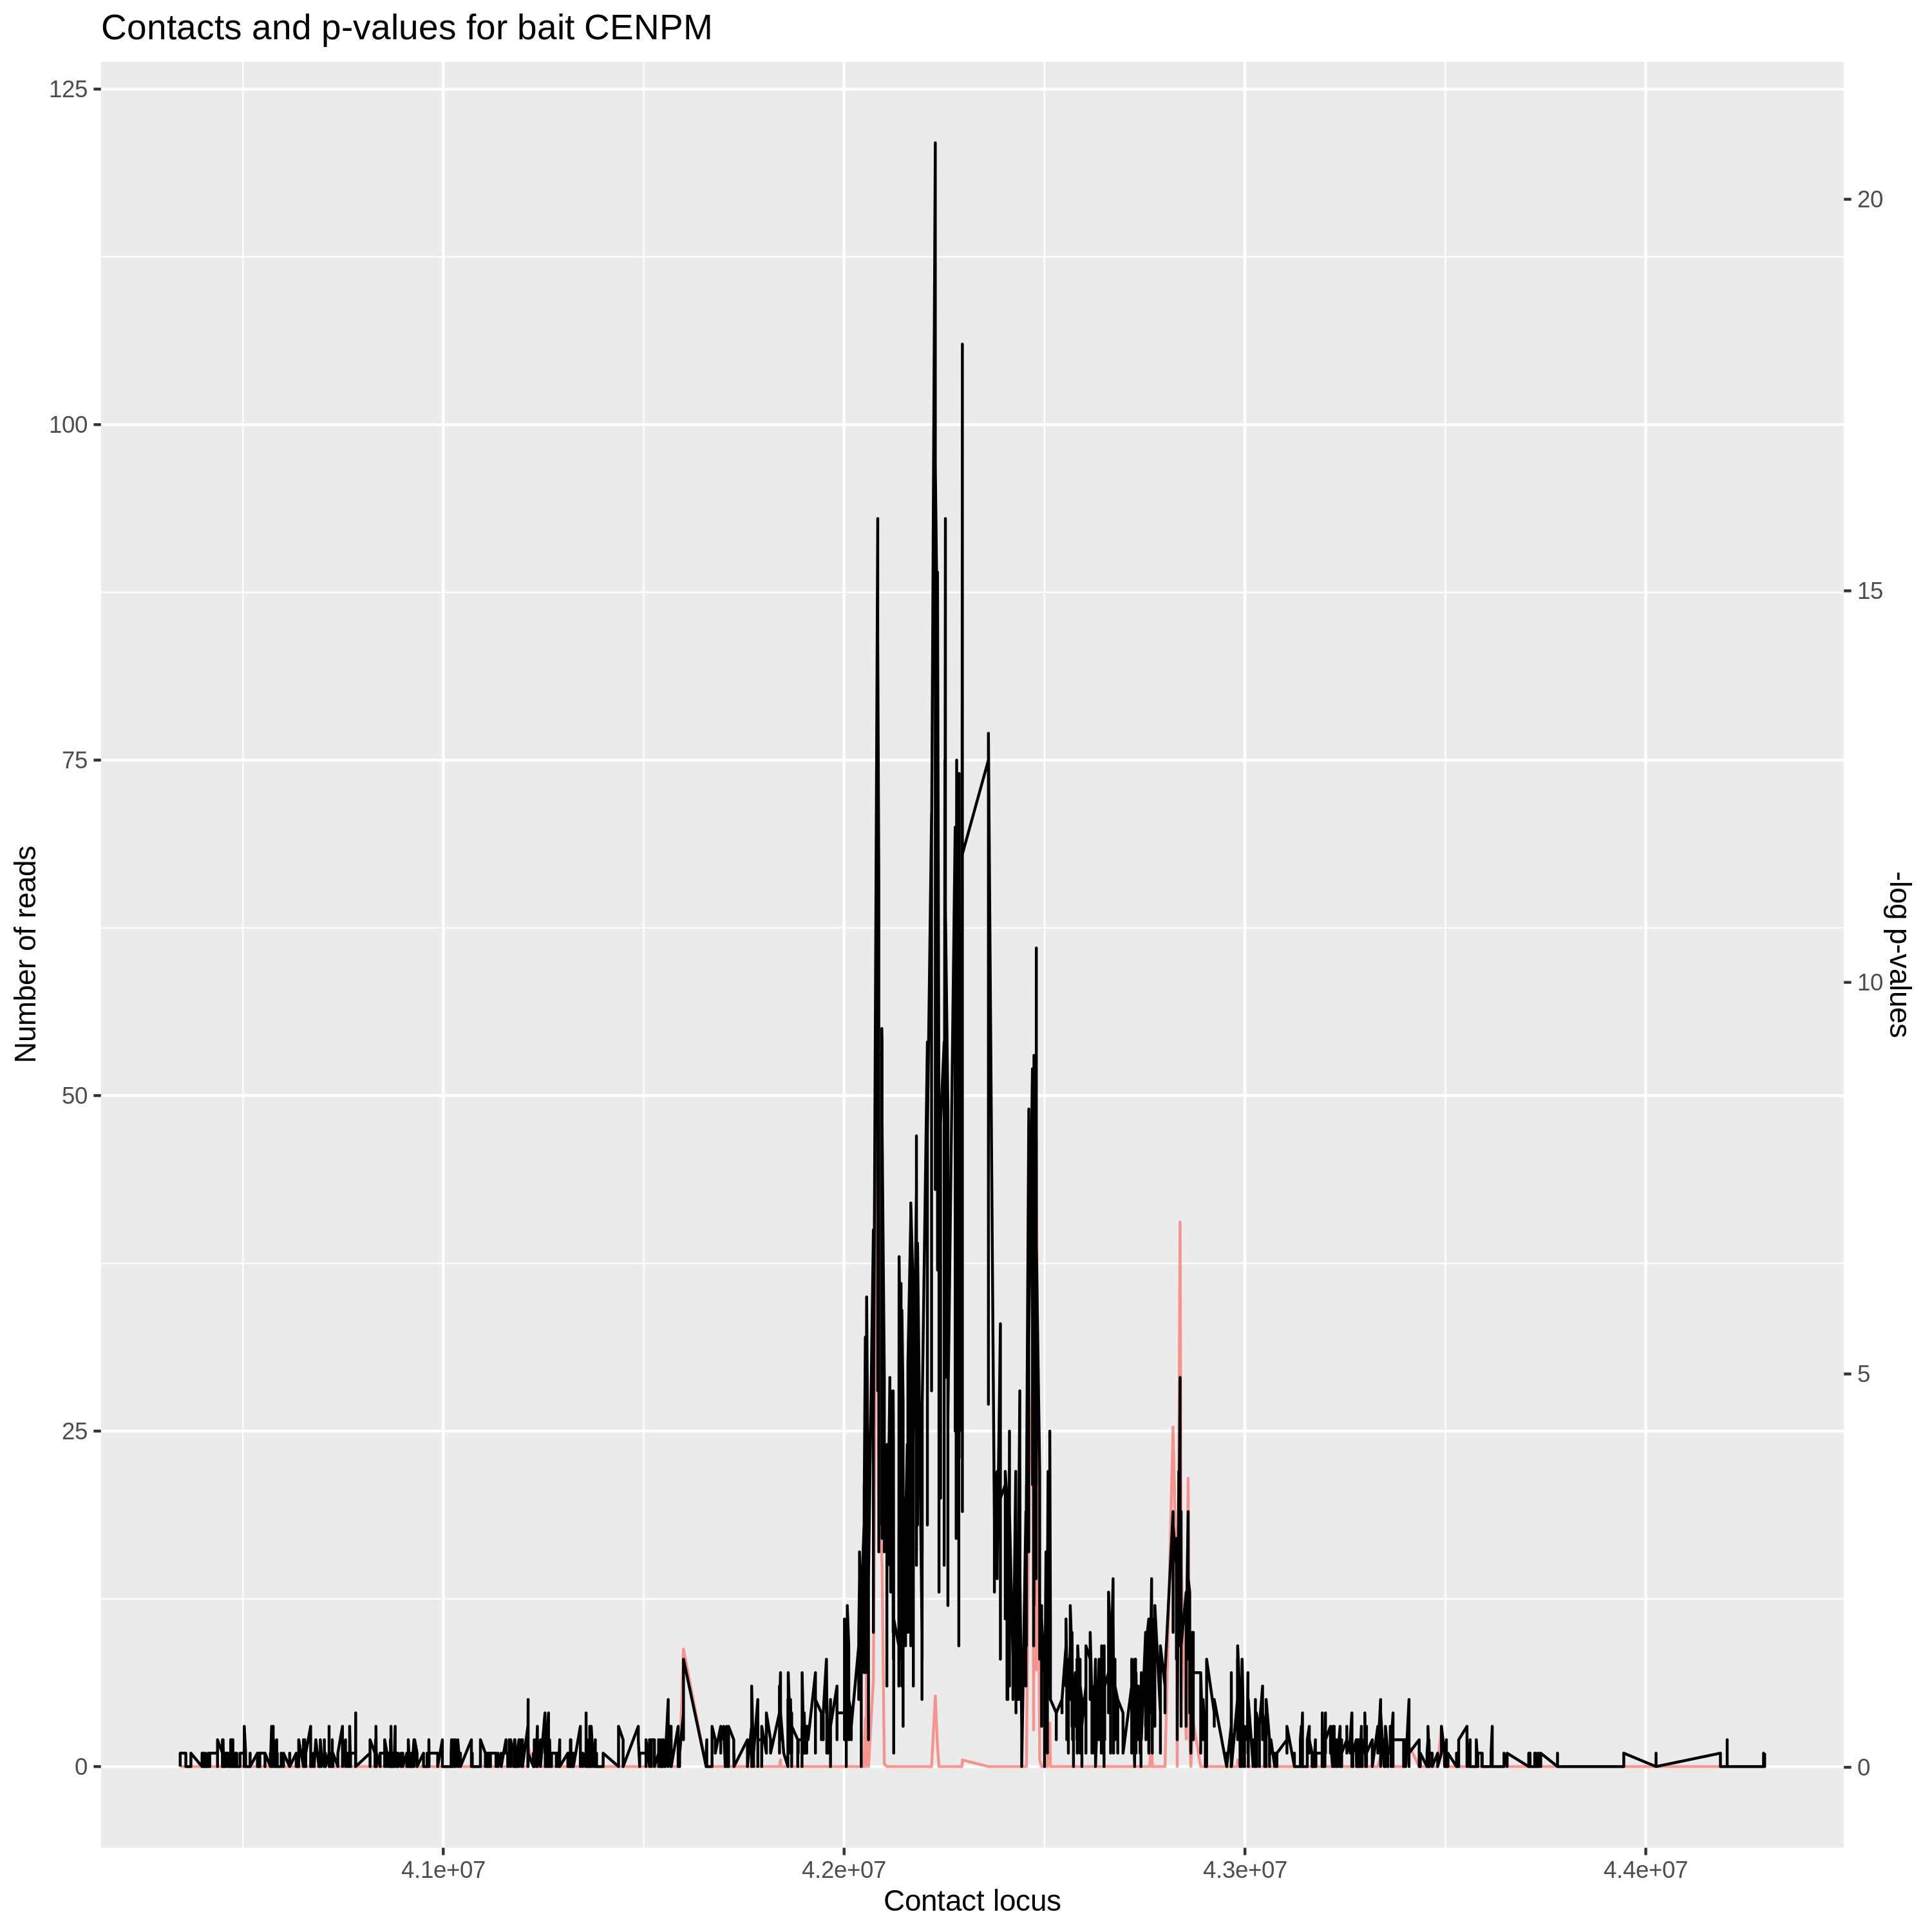 Contacts and p-values for bait CENPM
125
100
75
50
25
0
Number of reads
20
15
10
5
0
-log p-values
4.1e+07
4.2e+07
4.3e+07
4.4e+07
Contact locus